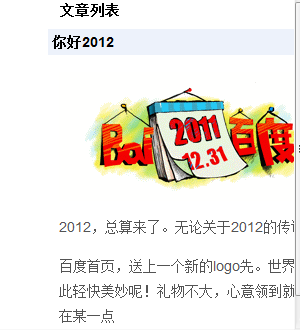 文章列表
你好2012
Bai
2011
12.31
百度
2012，总算来了。无论关于2012的传
百度首页，送上一个新的logo先。世界
此轻快美妙呢！礼物不大，心意领到就
在某一点